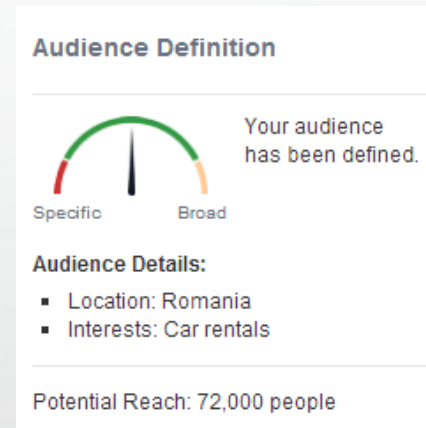 Audience Definition
Your audience
has been defined.
Specific
Broad
Audience Details:
Location: Romania
Interests: Car rentals
Potential Reach: 72,000 people